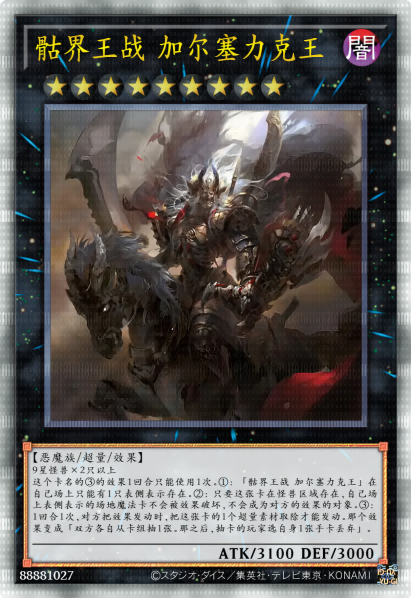 骷界王战 加尔塞力克王
闇
【恶魔族/超量/效果】
9星怪兽×2只以上
这个卡名的③的效果1回合只能使用1次。①:「骷界王战 加尔塞力克王」在
自己场上只能有1只表侧表示存在。②:只要这张卡在怪兽区域存在,自己场
上表侧表示的场地魔法卡不会被效果破坏,不会成为对方的效果的对象。③:
1回合1次,对方把效果发动时,把这张卡的1个超量素材取除才能发动。那个效
果变成「双方各自从卡组抽1张。那之后,抽卡的玩家选自身1张手卡丢弃」.
ATK/3100 DEF/3000
88881027
©スタジオ・ダイス/集英社・テレビ東京・KONAMI